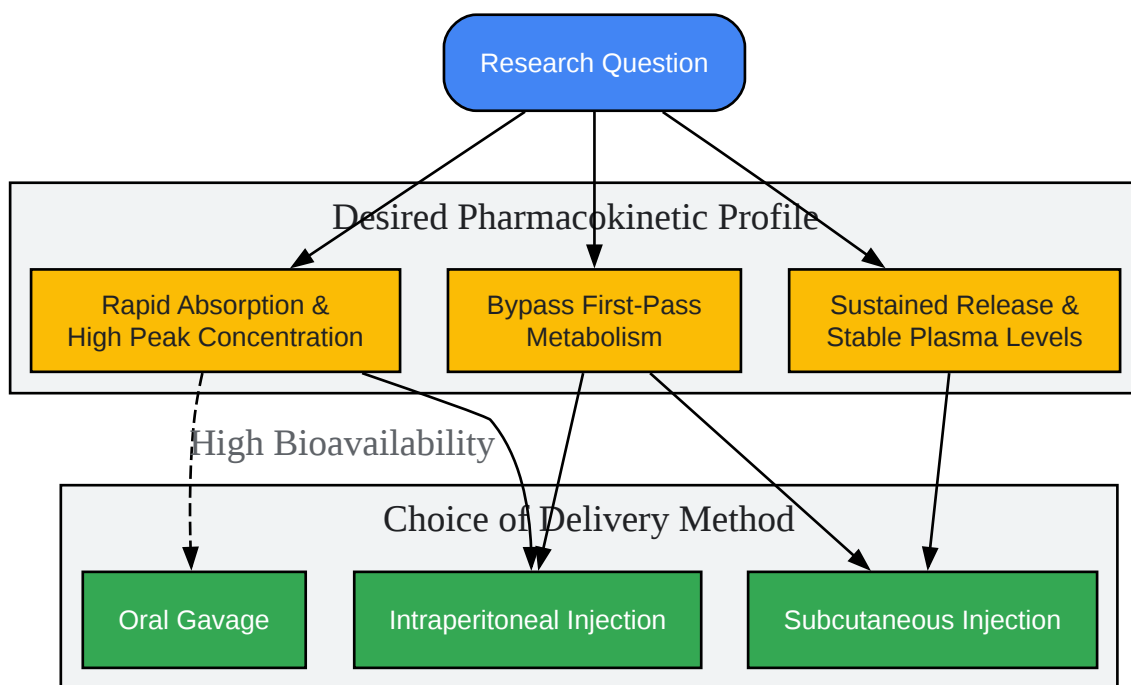 Research Question
Desired Pharmacokinetic Profile
Rapid Absorption &
High Peak Concentration
Bypass First-Pass
Metabolism
Sustained Release &
Stable Plasma Levels
High Bioavailability
Choice of Delivery Method
Oral Gavage
Intraperitoneal Injection
Subcutaneous Injection